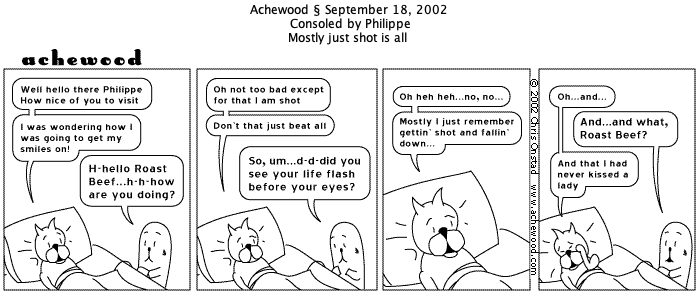 Achewood § September 18, 2002
Consoled by Philippe
Mostly just shot is all
achewood
Well hello there Philippe
How nice of you to visit
I was wondering how I
was going to get my
smiles on!
H-hello Roast
Beef...h-h-how
are you doing?
Oh not too bad except
for that I am shot
Don't that just beat all
So, um...d-d-did you
see your life flash
before your eyes?
Oh heh heh...no, no...
Mostly I just remember
gettin' shot and fallin'
down...
© 2002 Chris Onstad www.achewood.com
Oh...and...
And...and what,
Roast Beef?
And that I had
never kissed a
lady